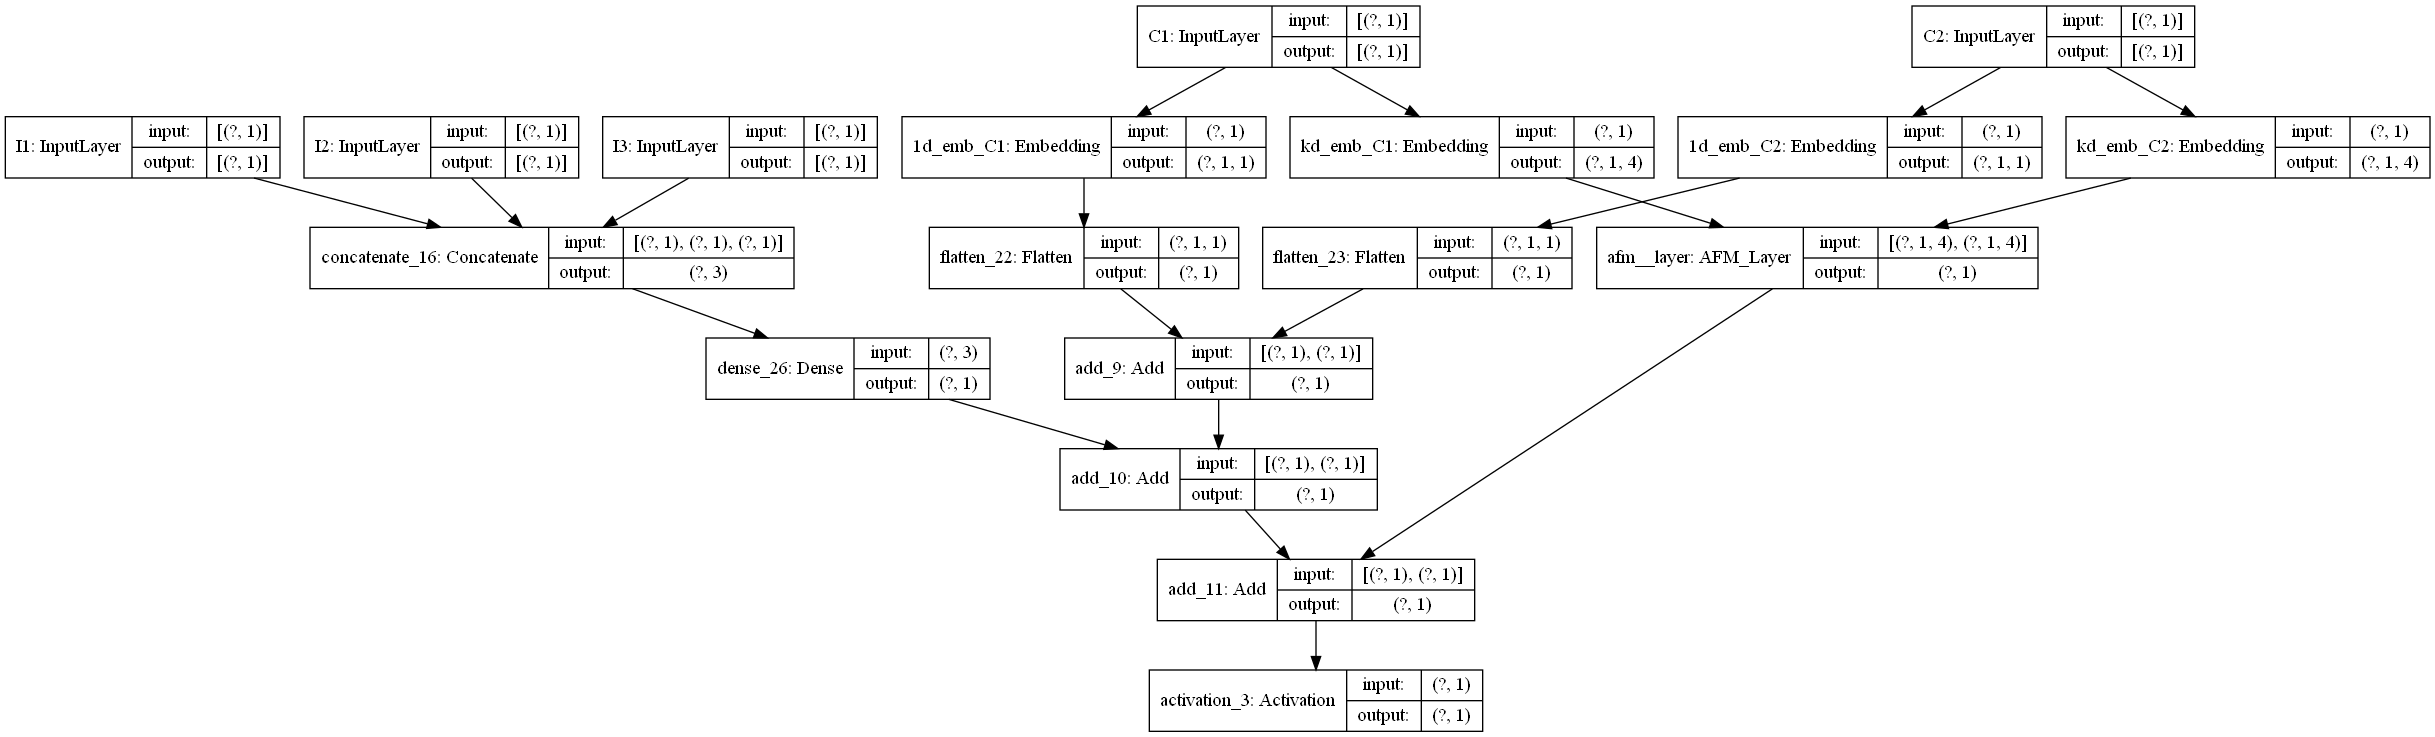 C1: InputLayer
input: [(?, 1)]
output: [(?, 1)]
C2: InputLayer
input: [(?, 1)]
output: [(?, 1)]
I1: InputLayer
input: [(?, 1)]
output: [(?, 1)]
I2: InputLayer
input: [(?, 1)]
output: [(?, 1)]
I3: InputLayer
input: [(?, 1)]
output: [(?, 1)]
1d_emb_C1: Embedding
input: (?, 1)
output: (?, 1, 1)
kd_emb_C1: Embedding
input: (?, 1)
output: (?, 1, 4)
1d_emb_C2: Embedding
input: (?, 1)
output: (?, 1, 1)
kd_emb_C2: Embedding
input: (?, 1)
output: (?, 1, 4)
concatenate_16: Concatenate
input: [(?, 1), (?, 1), (?, 1)]
output: (?, 3)
flatten_22: Flatten
input: (?, 1, 1)
output: (?, 1)
flatten_23: Flatten
input: (?, 1, 1)
output: (?, 1)
afm__layer: AFM_Layer
input: [(?, 1, 4), (?, 1, 4)]
output: (?, 1)
dense_26: Dense
input: (?, 3)
output: (?, 1)
add_9: Add
input: [(?, 1), (?, 1)]
output: (?, 1)
add_10: Add
input: [(?, 1), (?, 1)]
output: (?, 1)
add_11: Add
input: [(?, 1), (?, 1)]
output: (?, 1)
activation_3: Activation
input: (?, 1)
output: (?, 1)